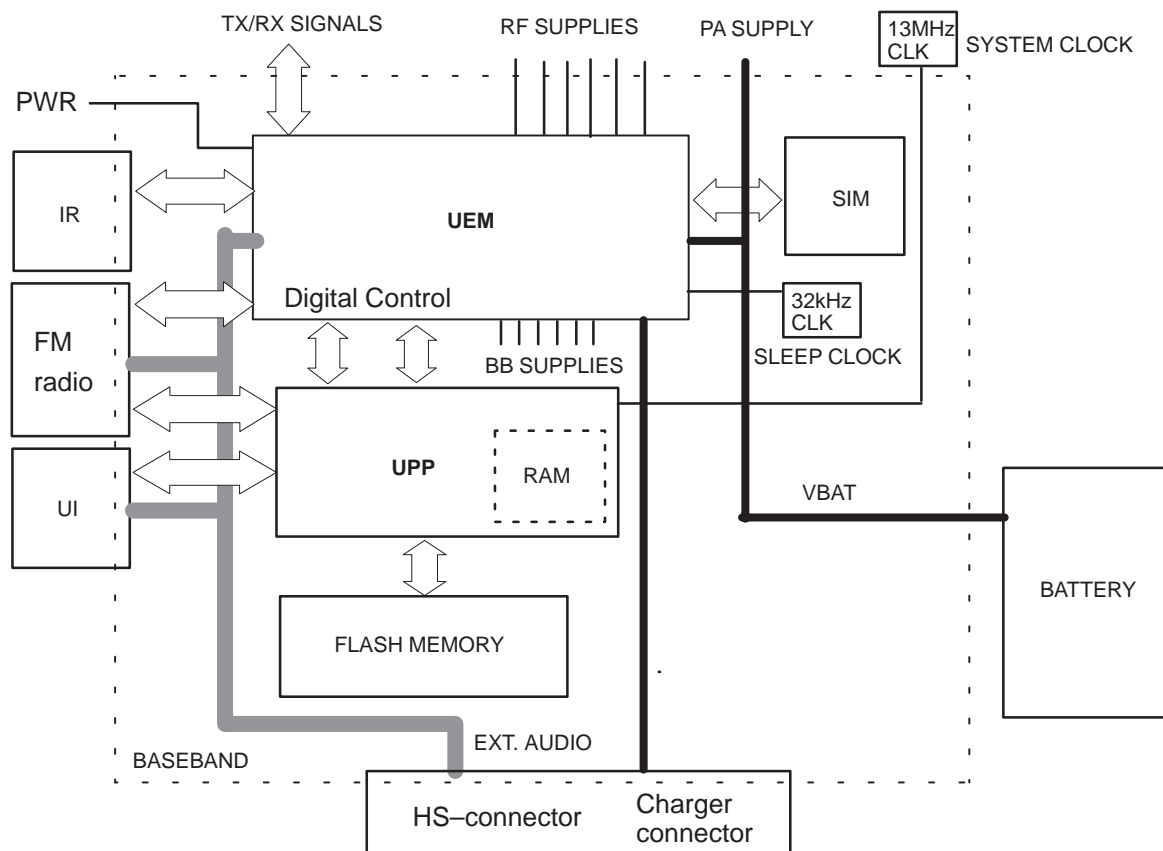 TX/RX SIGNALS
RF SUPPLIES
PA SUPPLY
13MHz
CLK
SYSTEM CLOCK
PWR
IR
UEM
SIM
Digital Control
32kHz
CLK
SLEEP CLOCK
FM
radio
BB SUPPLIES
UPP
RAM
UI
VBAT
BATTERY
FLASH MEMORY
EXT. AUDIO
BASEBAND
HS–connector
Charger
connector